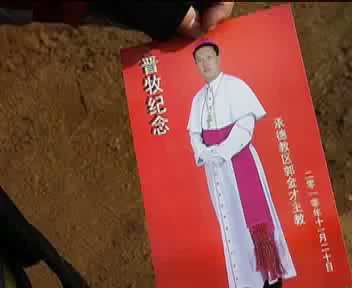 晋牧纪念
承德教区郭金才主教
二零一零年十一月二十日